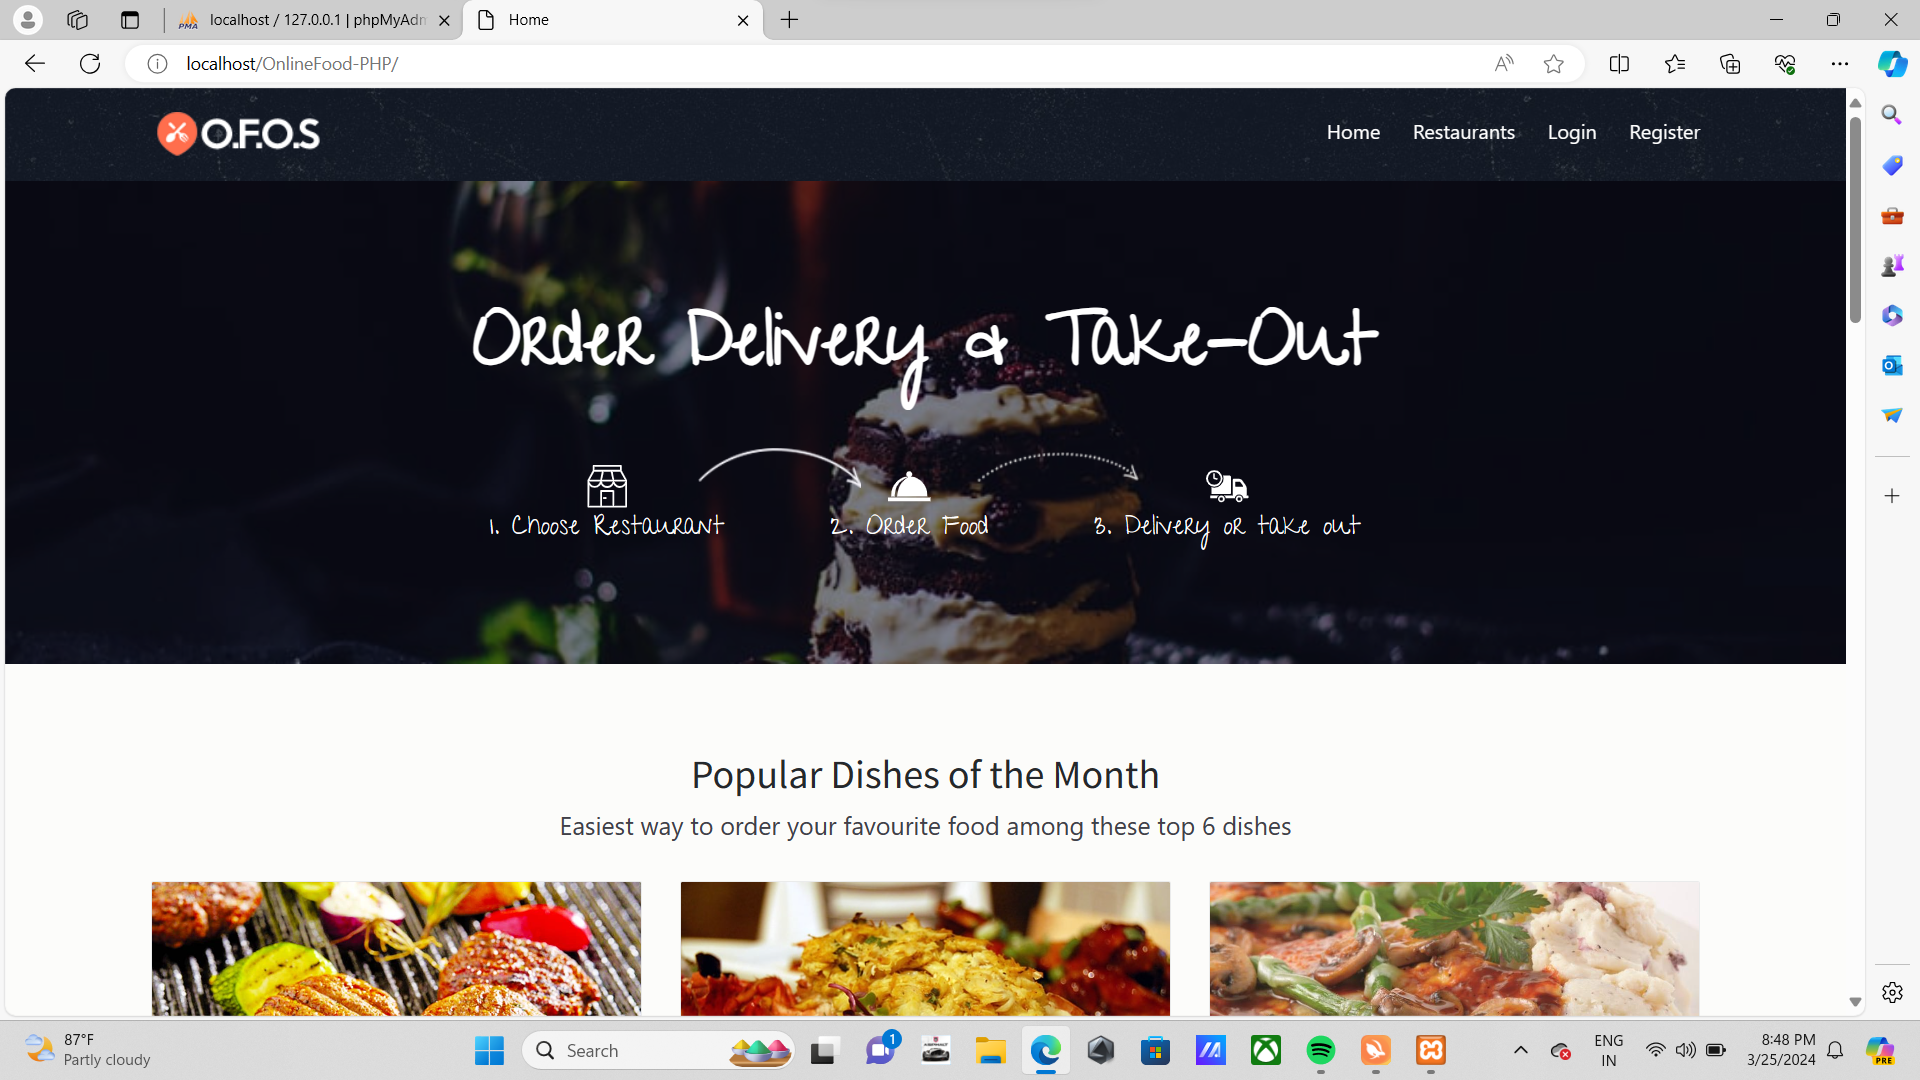 localhost / 127.0.0.1 | phpMyAdm
Home
localhost/OnlineFood-PHP/
O.F.O.S
Home Restaurants Login Register
Order Delivery & Take-Out
1. Choose Restaurant
2. Order Food
3. Delivery or take out
Popular Dishes of the Month
Easiest way to order your favourite food among these top 6 dishes
87°F
Partly cloudy
Search
1
ENG
IN
8:48 PM
3/25/2024
PRE